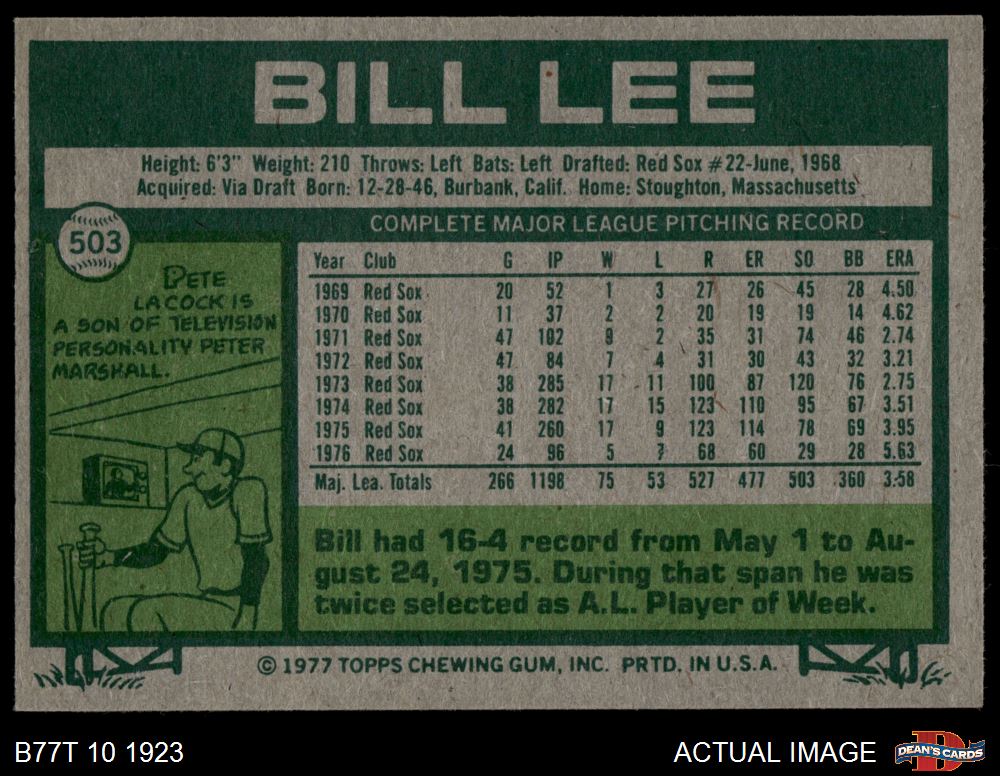 BILL LEE
Height: 6'3" Weight: 210 Throws: Left Bats: Left Drafted: Red Sox #22-June, 1968
Acquired: Via Draft Born: 12-28-46, Burbank, Calif. Home: Stoughton, Massachusetts
503
COMPLETE MAJOR LEAGUE PITCHING RECORD
PETE
LACOCK IS
A SON OF TELEVISION
PERSONALITY PETER
MARSHALL.
Year Club G IP W L R ER SO BB ERA
1969 Red Sox 20 52 1 3 27 26 45 28 4.50
1970 Red Sox 11 37 2 2 20 19 19 14 4.62
1971 Red Sox 47 102 9 2 35 31 74 46 2.74
1972 Red Sox 47 84 7 4 31 30 43 32 3.21
1973 Red Sox 38 285 17 11 100 87 120 76 2.75
1974 Red Sox 38 282 17 15 123 110 95 67 3.51
1975 Red Sox 41 260 17 9 123 114 78 69 3.95
1976 Red Sox 24 96 5 7 68 60 29 28 5.63
Maj. Lea. Totals 266 1198 75 53 527 477 503 360 3.58
Bill had 16-4 record from May 1 to Au-
gust 24, 1975. During that span he was
twice selected as A.L. Player of Week.
© 1977 TOPPS CHEWING GUM, INC. PRTD. IN U.S.A.
B77T 10 1923
ACTUAL IMAGE
DEAN'S CARDS